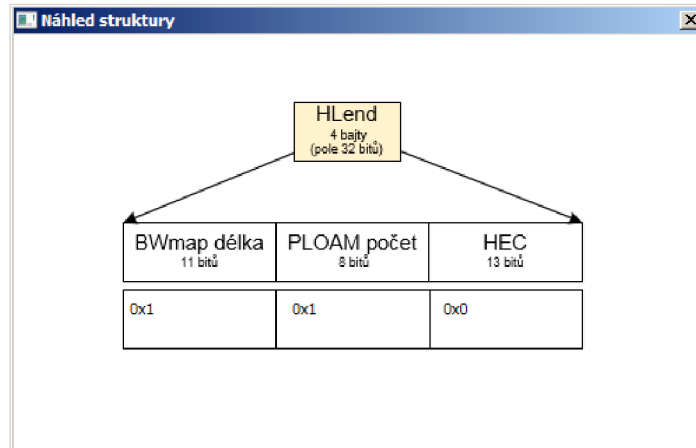 Náhled struktury
HLend
4 bajty
(pole 32 bitů)
BWmap délka PLOAM počet HEC
11 bitů 8 bitů 13 bitů
0x1 0x1 0x0